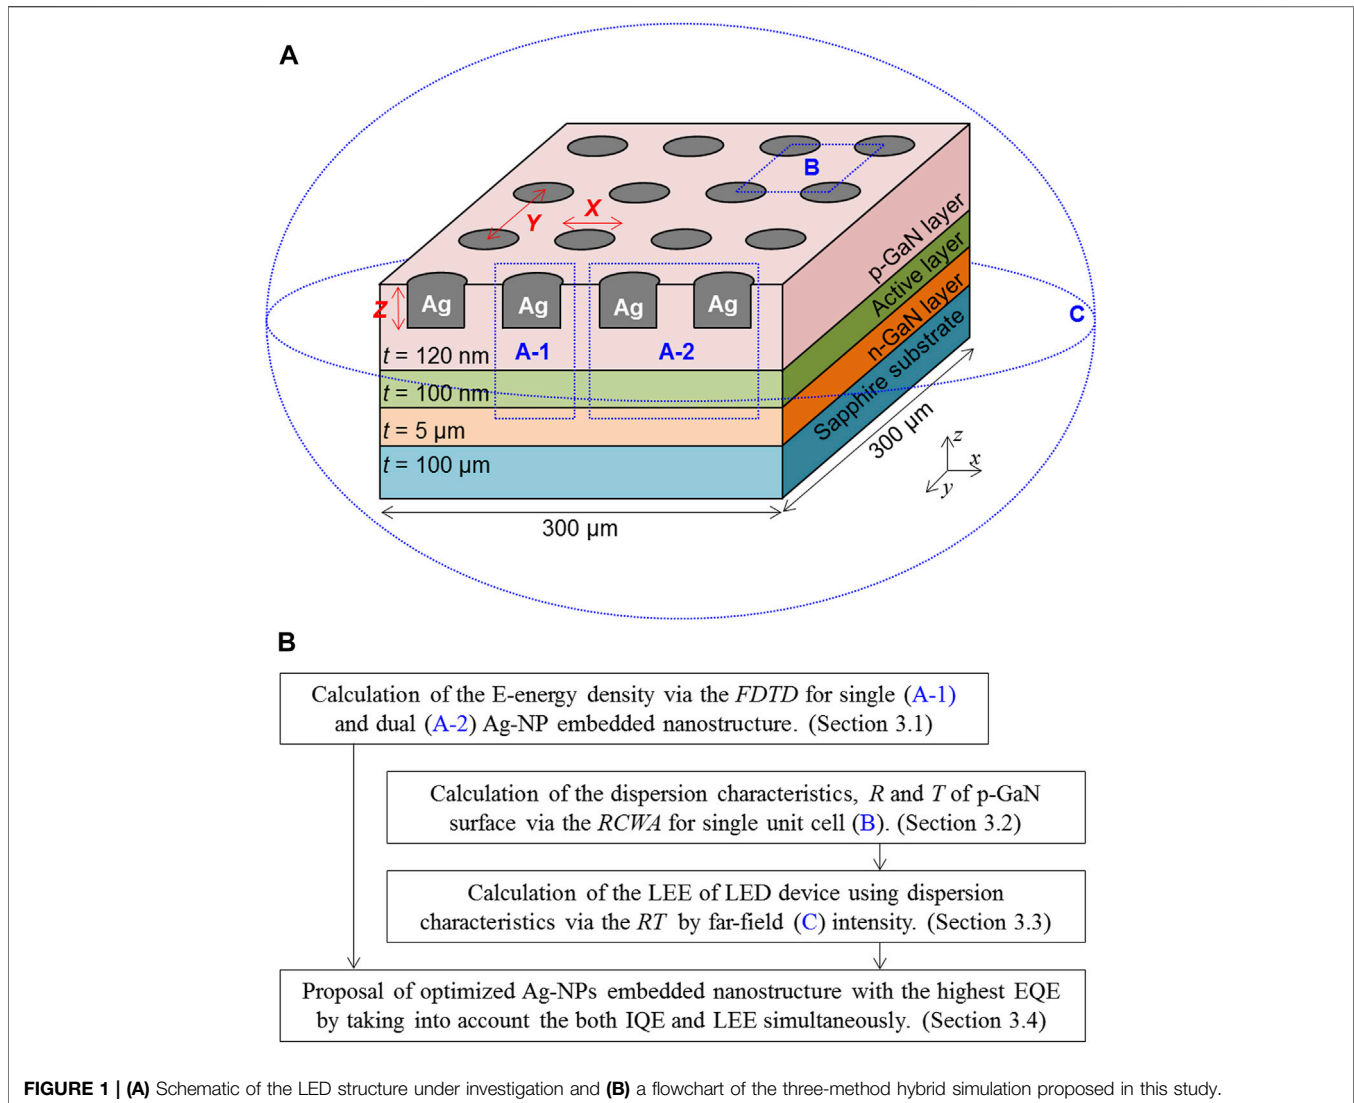 A
B
X
Y
p-GaN layer
Active layer
n-GaN layer
Sapphire substrate
Z
Ag
Ag
Ag
Ag
C
A-1
A-2
t = 120 nm
t = 100 nm
t = 5 μm
t = 100 μm
300 μm
300 μm
z
x
y
B
Calculation of the E-energy density via the FDTD for single (A-1)
and dual (A-2) Ag-NP embedded nanostructure. (Section 3.1)
Calculation of the dispersion characteristics, R and T of p-GaN
surface via the RCWA for single unit cell (B). (Section 3.2)
Calculation of the LEE of LED device using dispersion
characteristics via the RT by far-field (C) intensity. (Section 3.3)
Proposal of optimized Ag-NPs embedded nanostructure with the highest EQE
by taking into account the both IQE and LEE simultaneously. (Section 3.4)
FIGURE 1 | (A) Schematic of the LED structure under investigation and (B) a flowchart of the three-method hybrid simulation proposed in this study.